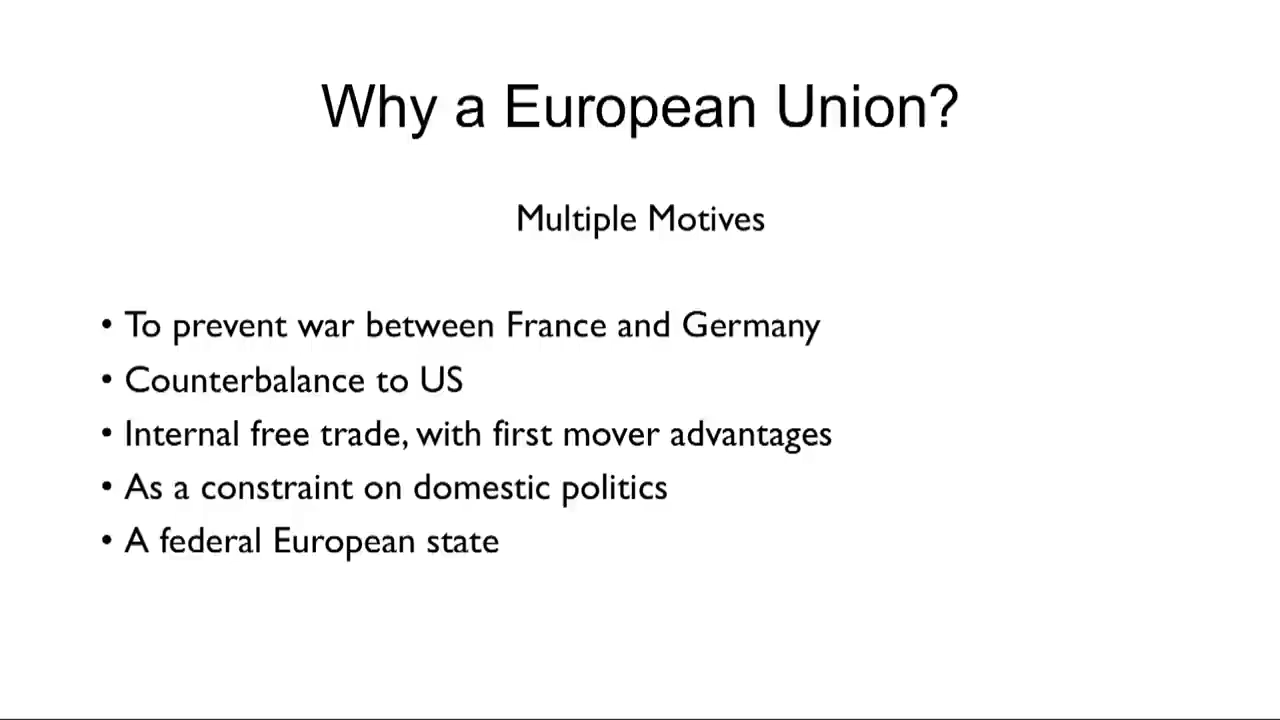 Why a European Union?
Multiple Motives
• To prevent war between France and Germany
• Counterbalance to US
• Internal free trade, with first mover advantages
• As a constraint on domestic politics
• A federal European state